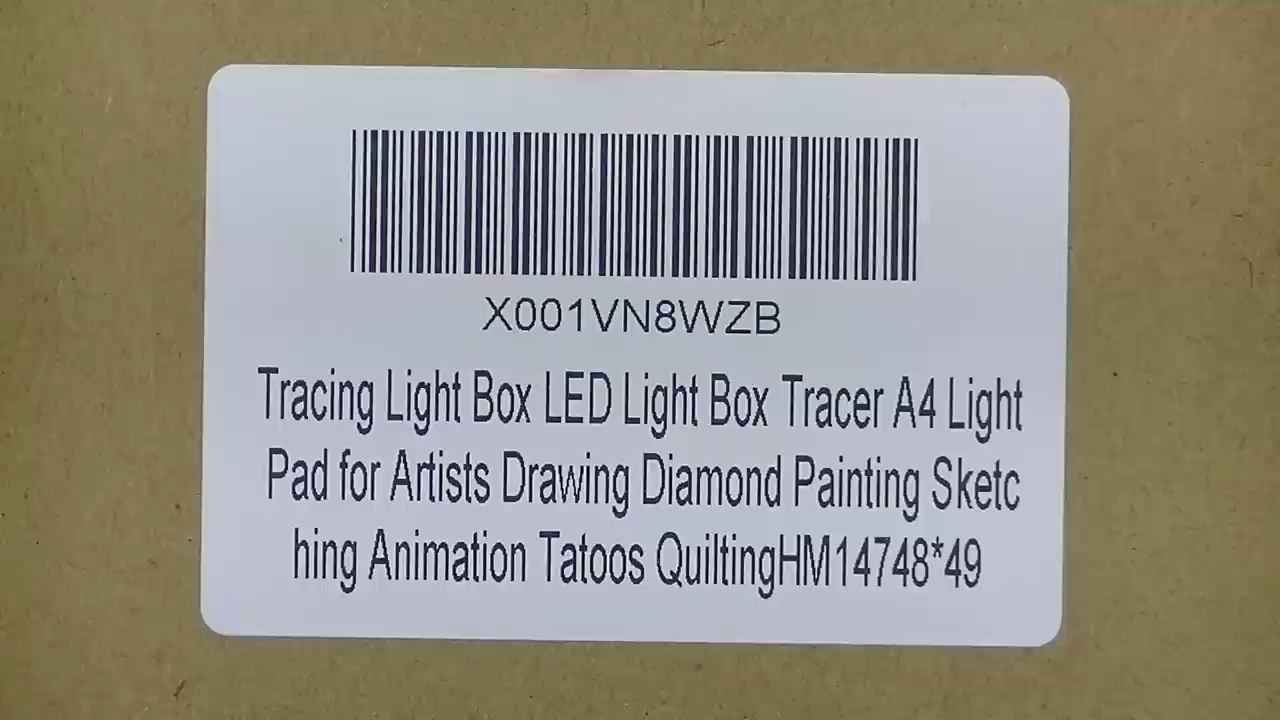 X001VN8WZB
Tracing Light Box LED Light Box Tracer A4 Light
Pad for Artists Drawing Diamond Painting Sketc
hing Animation Tatoos QuiltingHM14748*49